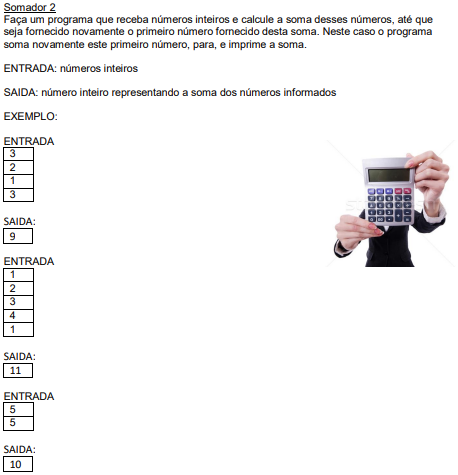 Somador 2
Faça um programa que receba números inteiros e calcule a soma desses números, até que
seja fornecido novamente o primeiro número fornecido desta soma. Neste caso o programa
soma novamente este primeiro número, para, e imprime a soma.
ENTRADA: números inteiros
SAIDA: número inteiro representando a soma dos números informados
EXEMPLO:
ENTRADA
3
2
1
3
SAIDA:
9
ENTRADA
1
2
3
4
1
SAIDA:
11
ENTRADA
5
5
SAIDA:
10